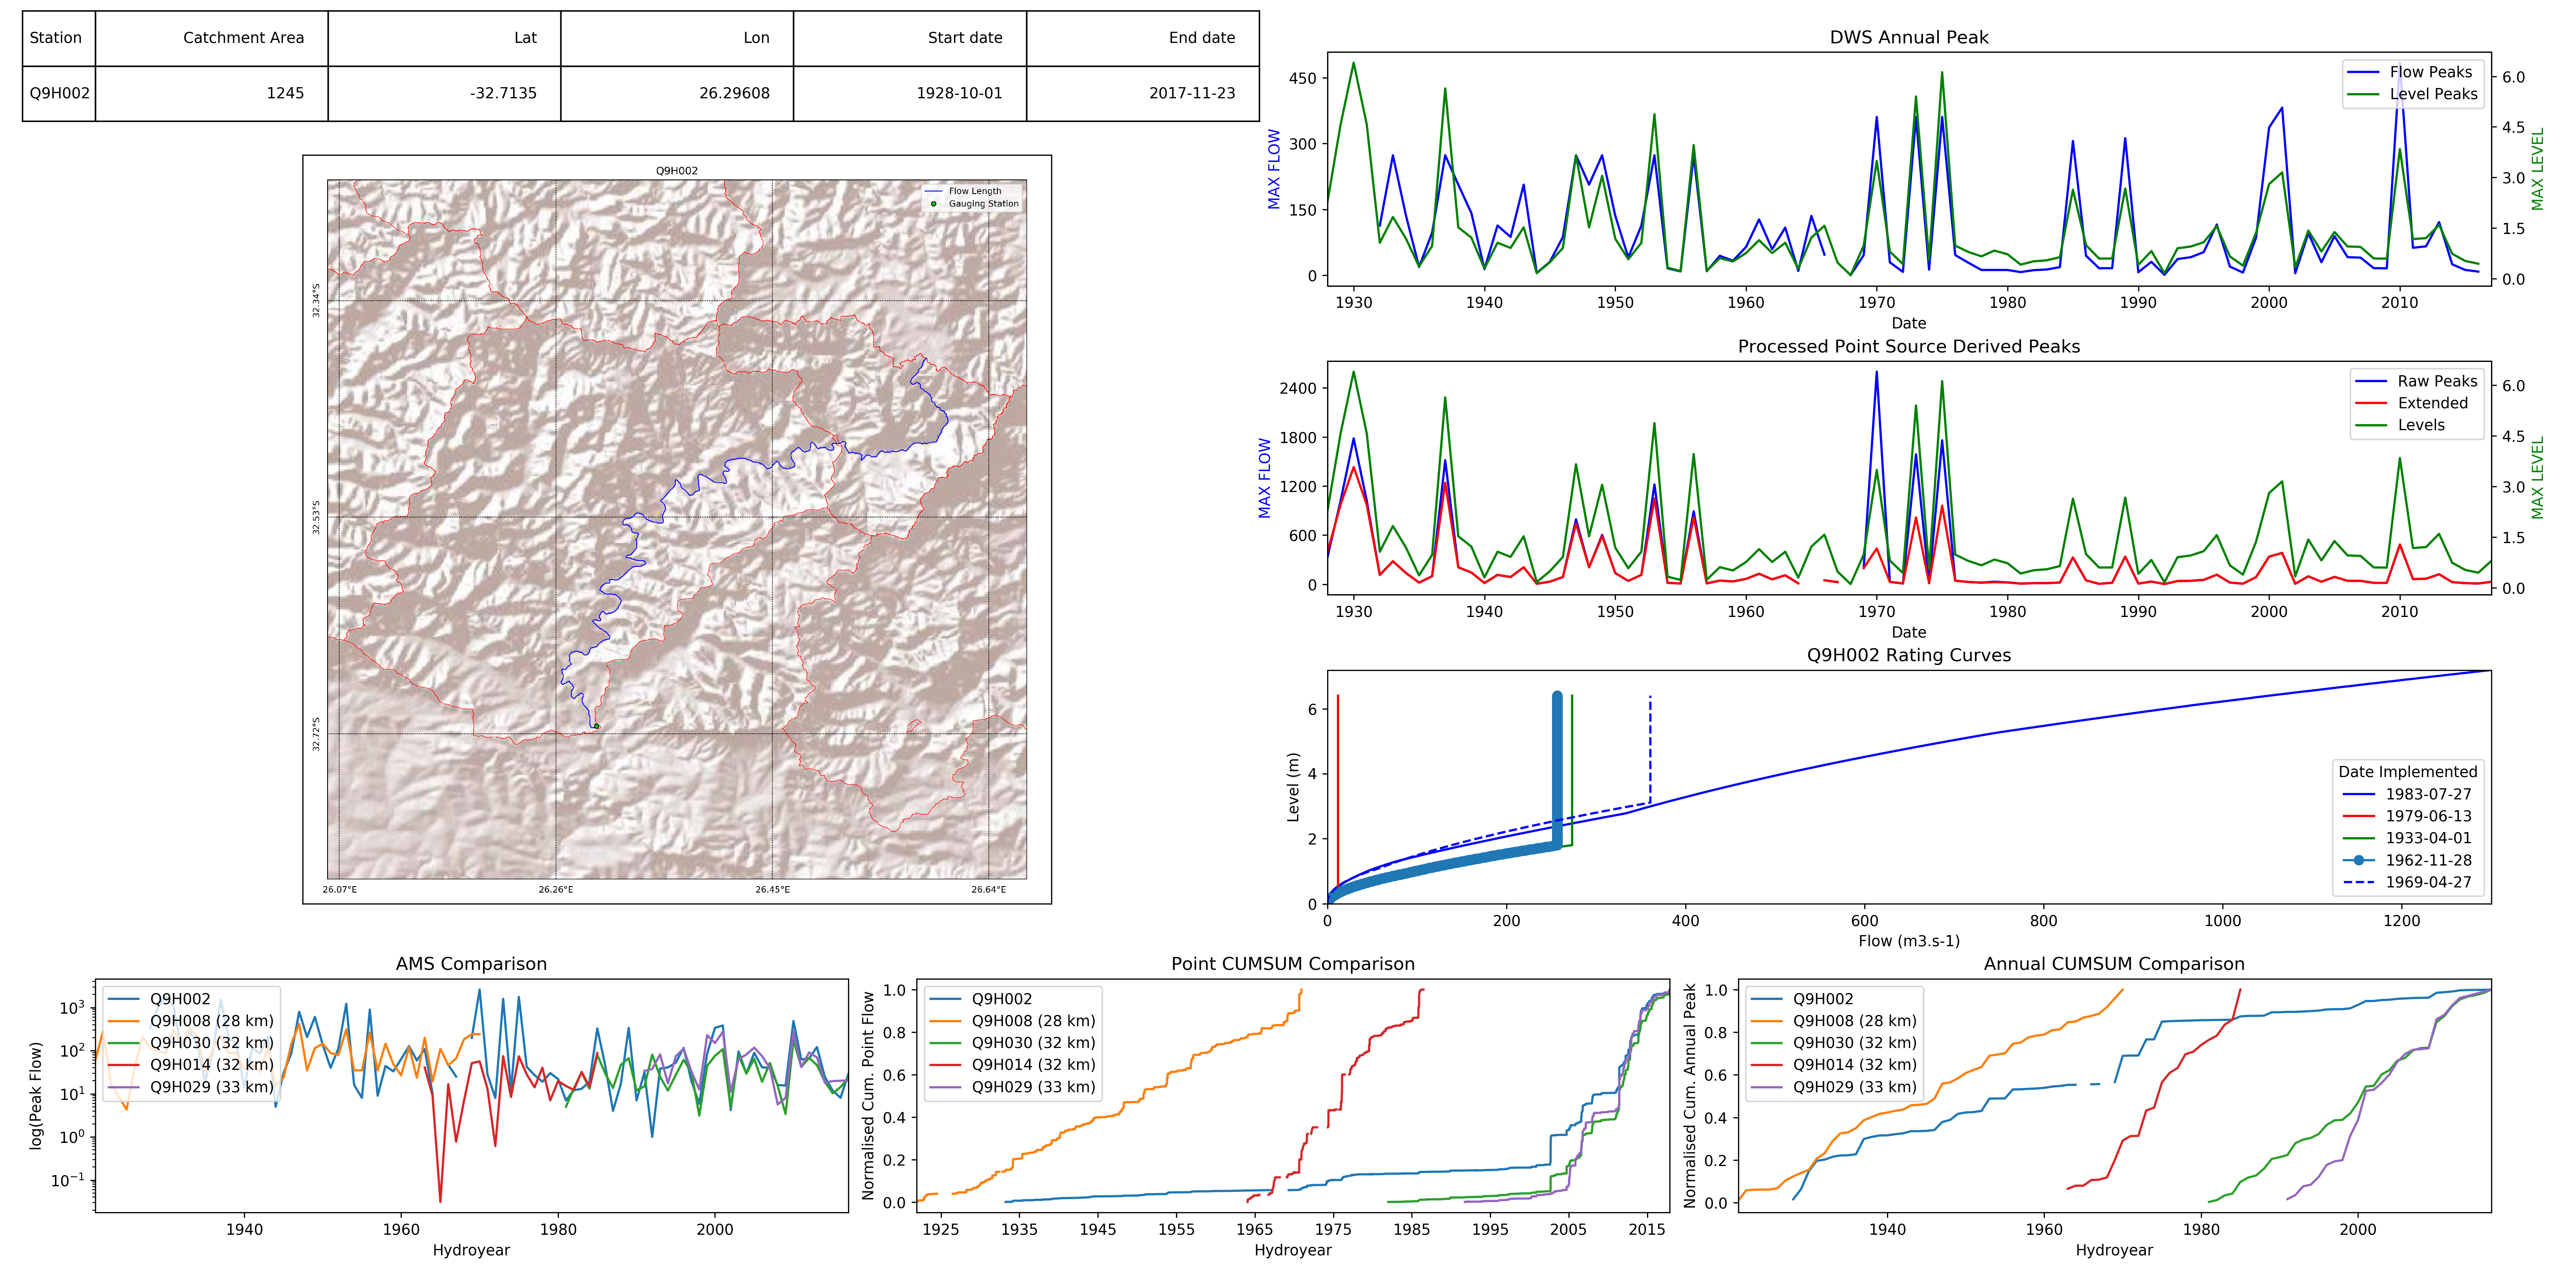 Station Catchment Area Lat Lon Start date End date
Q9H002 1245 -32.7135 26.29608 1928-10-01 2017-11-23
Q9H002
Flow Length
Gauging Station
32.34°S
32.53°S
32.72°S
26.07°E 26.26°E 26.45°E 26.64°E
DWS Annual Peak
Flow Peaks
Level Peaks
MAX FLOW
450
300
150
0
MAX LEVEL
6.0
4.5
3.0
1.5
0.0
1930 1940 1950 1960 1970 1980 1990 2000 2010
Date
Processed Point Source Derived Peaks
Raw Peaks
Extended
Levels
MAX FLOW
2400
1800
1200
600
0
MAX LEVEL
6.0
4.5
3.0
1.5
0.0
1930 1940 1950 1960 1970 1980 1990 2000 2010
Date
Q9H002 Rating Curves
Level (m)
6
4
2
0
Date Implemented
1983-07-27
1979-06-13
1933-04-01
1962-11-28
1969-04-27
0 200 400 600 800 1000 1200
Flow (m3.s-1)
AMS Comparison
log(Peak Flow)
10³
10²
10¹
10⁰
10⁻¹
Q9H002
Q9H008 (28 km)
Q9H030 (32 km)
Q9H014 (32 km)
Q9H029 (33 km)
1940 1960 1980 2000
Hydroyear
Point CUMSUM Comparison
Normalised Cum. Point Flow
1.0
0.8
0.6
0.4
0.2
0.0
Q9H002
Q9H008 (28 km)
Q9H030 (32 km)
Q9H014 (32 km)
Q9H029 (33 km)
1925 1935 1945 1955 1965 1975 1985 1995 2005 2015
Hydroyear
Annual CUMSUM Comparison
Normalised Cum. Annual Peak
1.0
0.8
0.6
0.4
0.2
0.0
Q9H002
Q9H008 (28 km)
Q9H030 (32 km)
Q9H014 (32 km)
Q9H029 (33 km)
1940 1960 1980 2000
Hydroyear